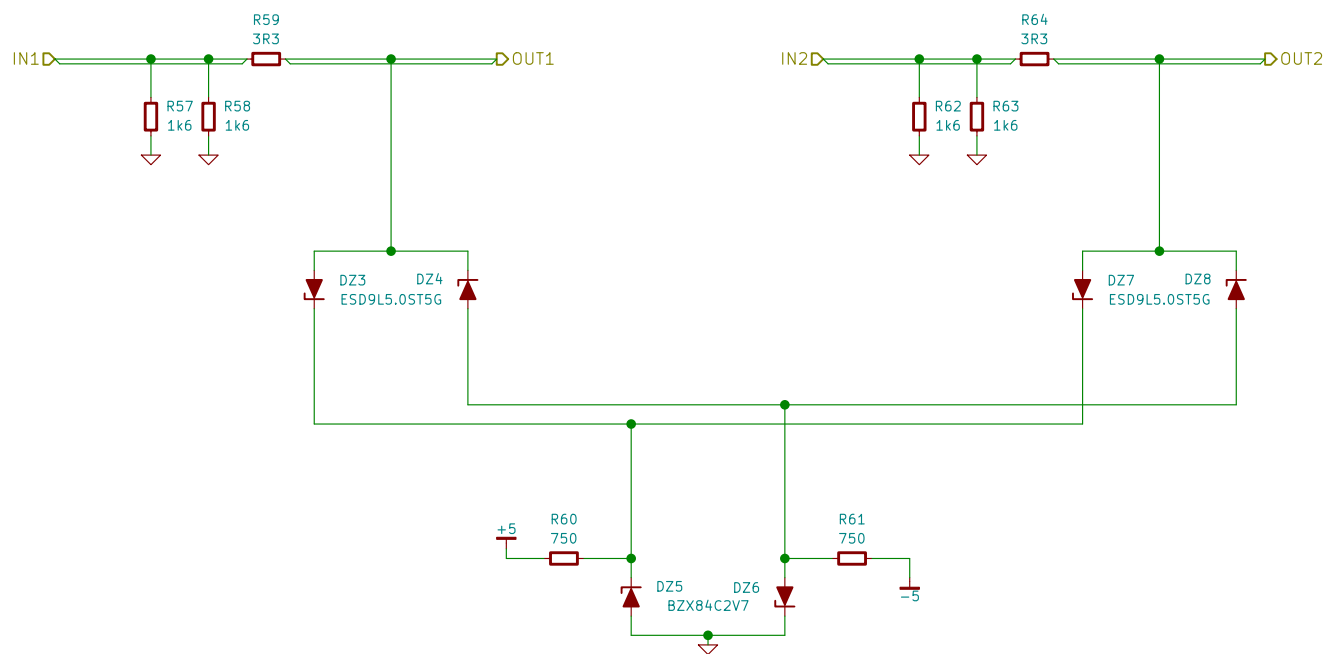 R59
3R3
IN1
OUT1
R57
1k6
R58
1k6
R64
3R3
IN2
OUT2
R62
1k6
R63
1k6
DZ3
DZ4
ESD9L5.0ST5G
DZ7
DZ8
ESD9L5.0ST5G
+5
R60
750
R61
750
-5
DZ5
DZ6
BZX84C2V7